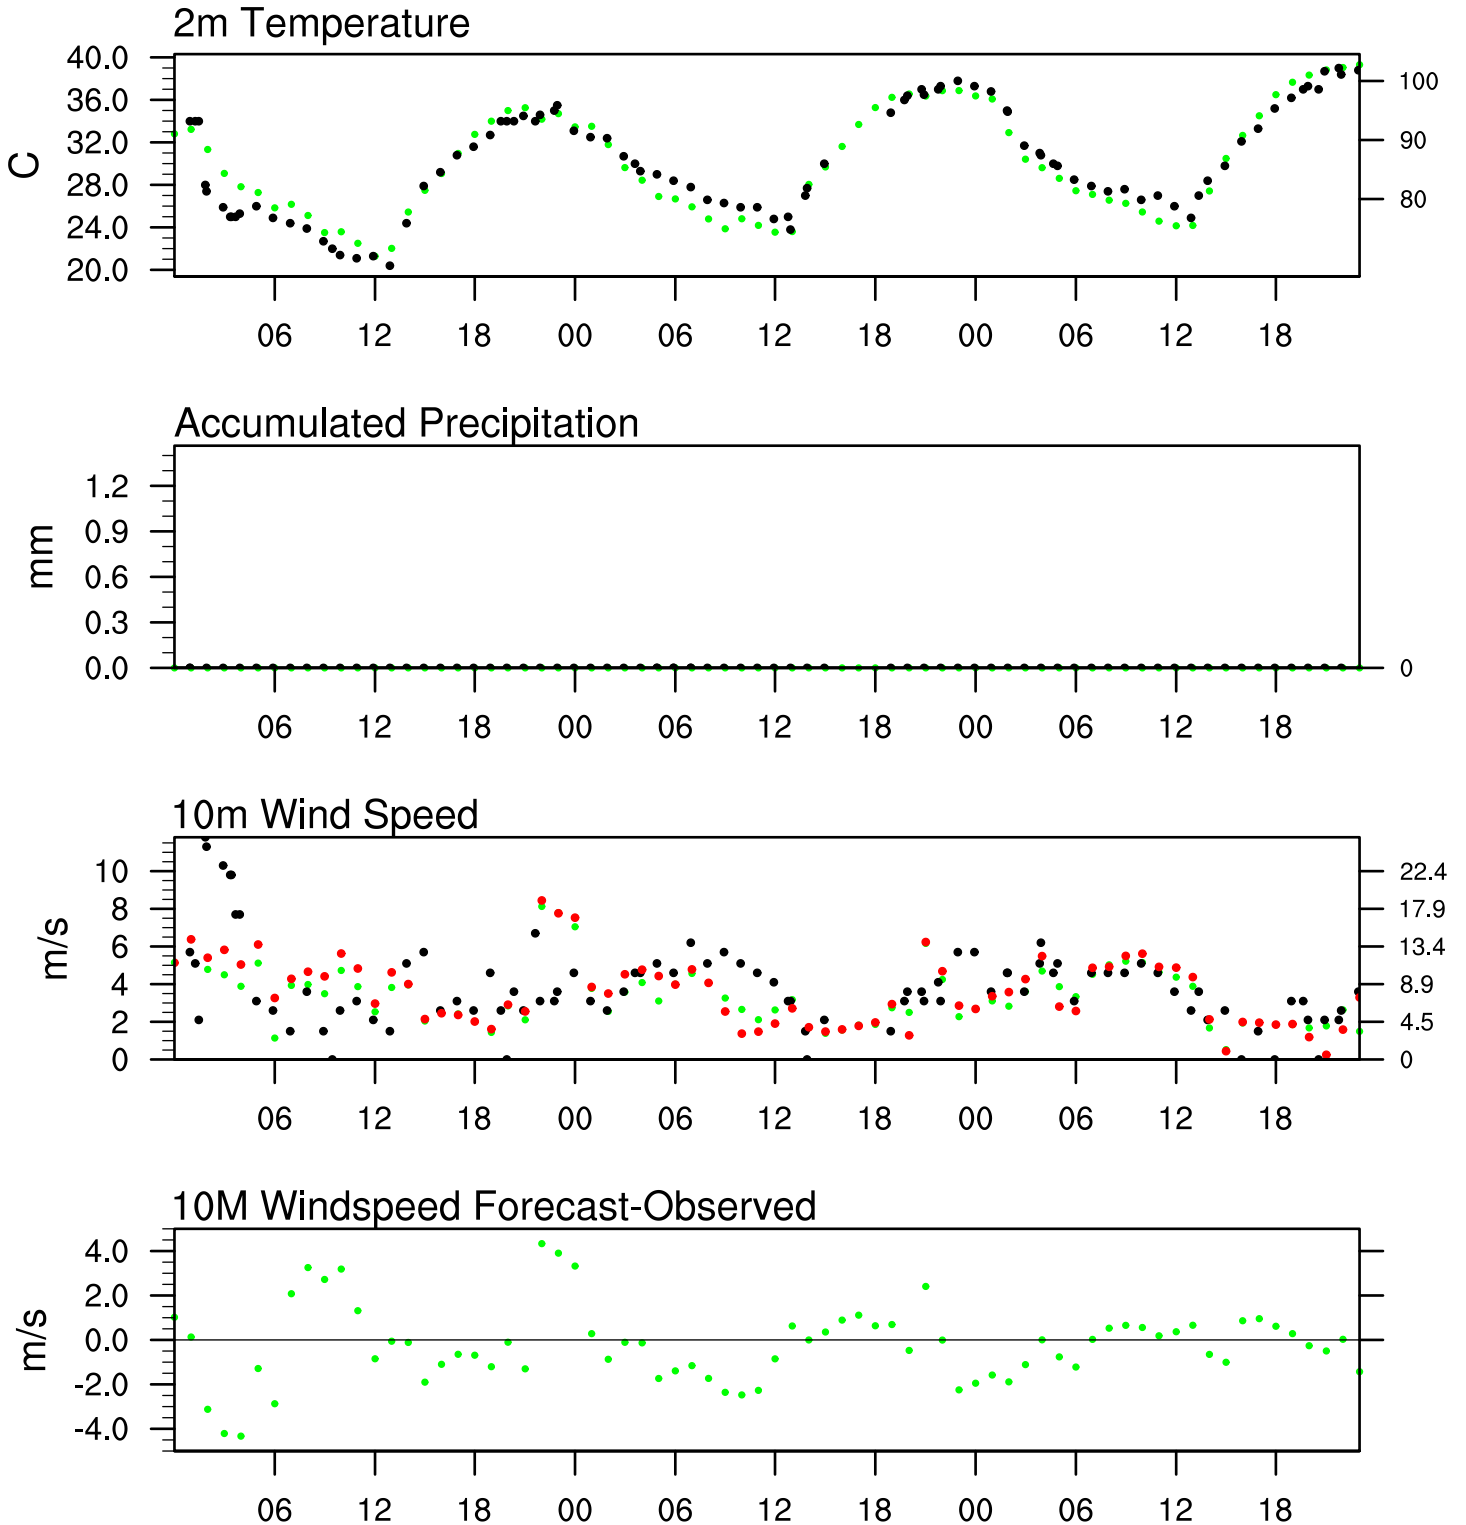 2m Temperature
40.0
36.0
32.0
28.0
24.0
20.0
C
100
90
80
06 12 18 00 06 12 18 00 06 12 18
Accumulated Precipitation
1.2
0.9
0.6
0.3
0.0
mm
0
06 12 18 00 06 12 18 00 06 12 18
10m Wind Speed
10
8
6
4
2
0
m/s
22.4
17.9
13.4
8.9
4.5
0
06 12 18 00 06 12 18 00 06 12 18
10M Windspeed Forecast-Observed
4.0
2.0
0.0
-2.0
-4.0
m/s
06 12 18 00 06 12 18 00 06 12 18